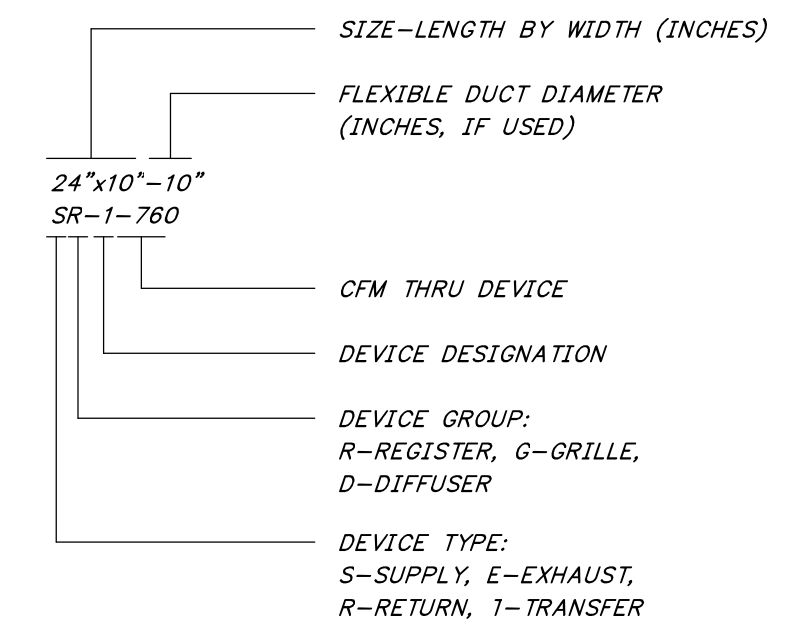 SIZE-LENGTH BY WIDTH (INCHES)
FLEXIBLE DUCT DIAMETER
(INCHES, IF USED)
24"x10"-10"
SR-1-760
CFM THRU DEVICE
DEVICE DESIGNATION
DEVICE GROUP:
R-REGISTER, G-GRILLE,
D-DIFFUSER
DEVICE TYPE:
S-SUPPLY, E-EXHAUST,
R-RETURN, 1-TRANSFER